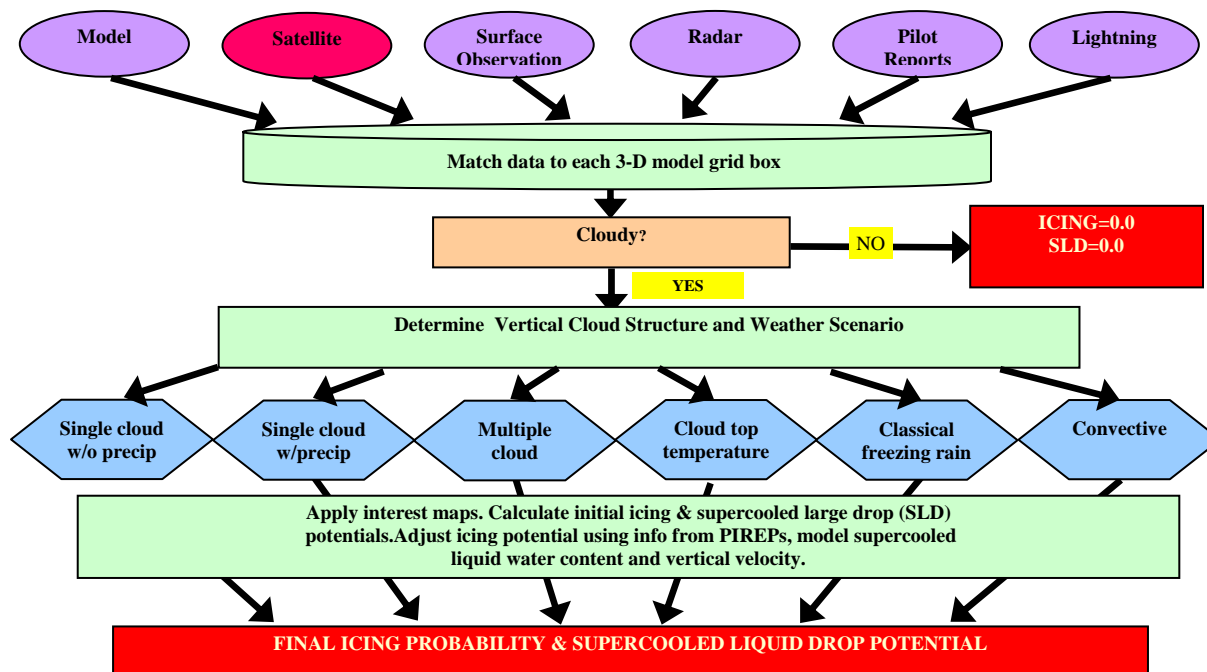 Model
Satellite
Surface
Observation
Radar
Pilot
Reports
Lightning
Match data to each 3-D model grid box
Cloudy?
NO
ICING=0.0
SLD=0.0
YES
Determine Vertical Cloud Structure and Weather Scenario
Single cloud
w/o precip
Single cloud
w/precip
Multiple
cloud
Cloud top
temperature
Classical
freezing rain
Convective
Apply interest maps. Calculate initial icing & supercooled large drop (SLD)
potentials.Adjust icing potential using info from PIREPs, model supercooled
liquid water content and vertical velocity.
FINAL ICING PROBABILITY & SUPERCOOLED LIQUID DROP POTENTIAL